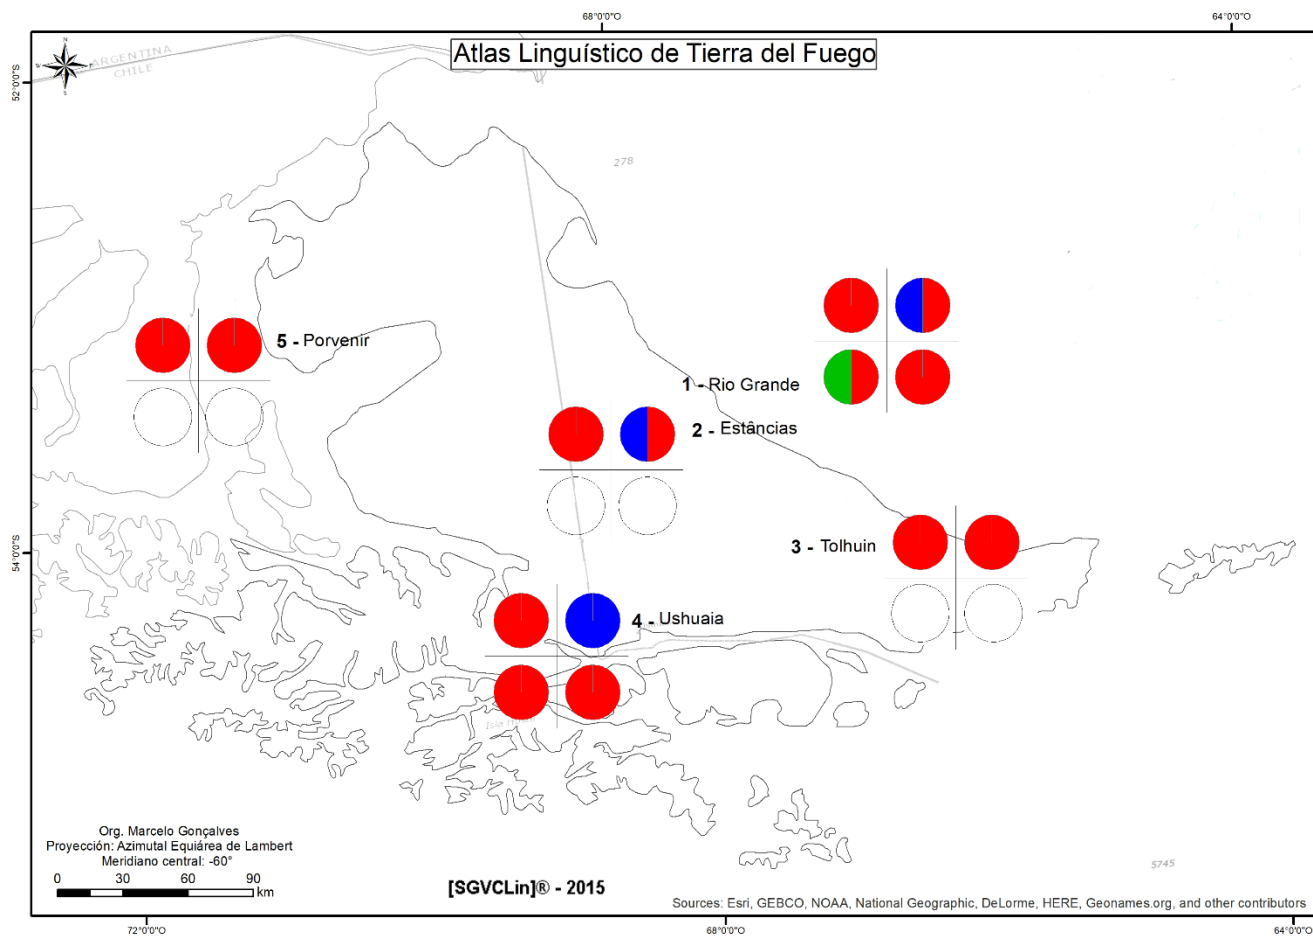 68°0'0"O
64°0'0"O
Atlas Linguístico de Tierra del Fuego
N
W
E
S
ARGENTINA
CHILE
52°0'0"S
278
5 - Porvenir
1 - Rio Grande
2 - Estâncias
3 - Tolhuin
54°0'0"S
4 - Ushuaia
Org. Marcelo Gonçalves
Proyección: Azimutal Equiárea de Lambert
Meridiano central: -60°
0 30 60 90
km
[SGVCLin]® - 2015
5745
Sources: Esri, GEBCO, NOAA, National Geographic, DeLorme, HERE, Geonames.org, and other contributors
72°0'0"O
68°0'0"O
64°0'0"O